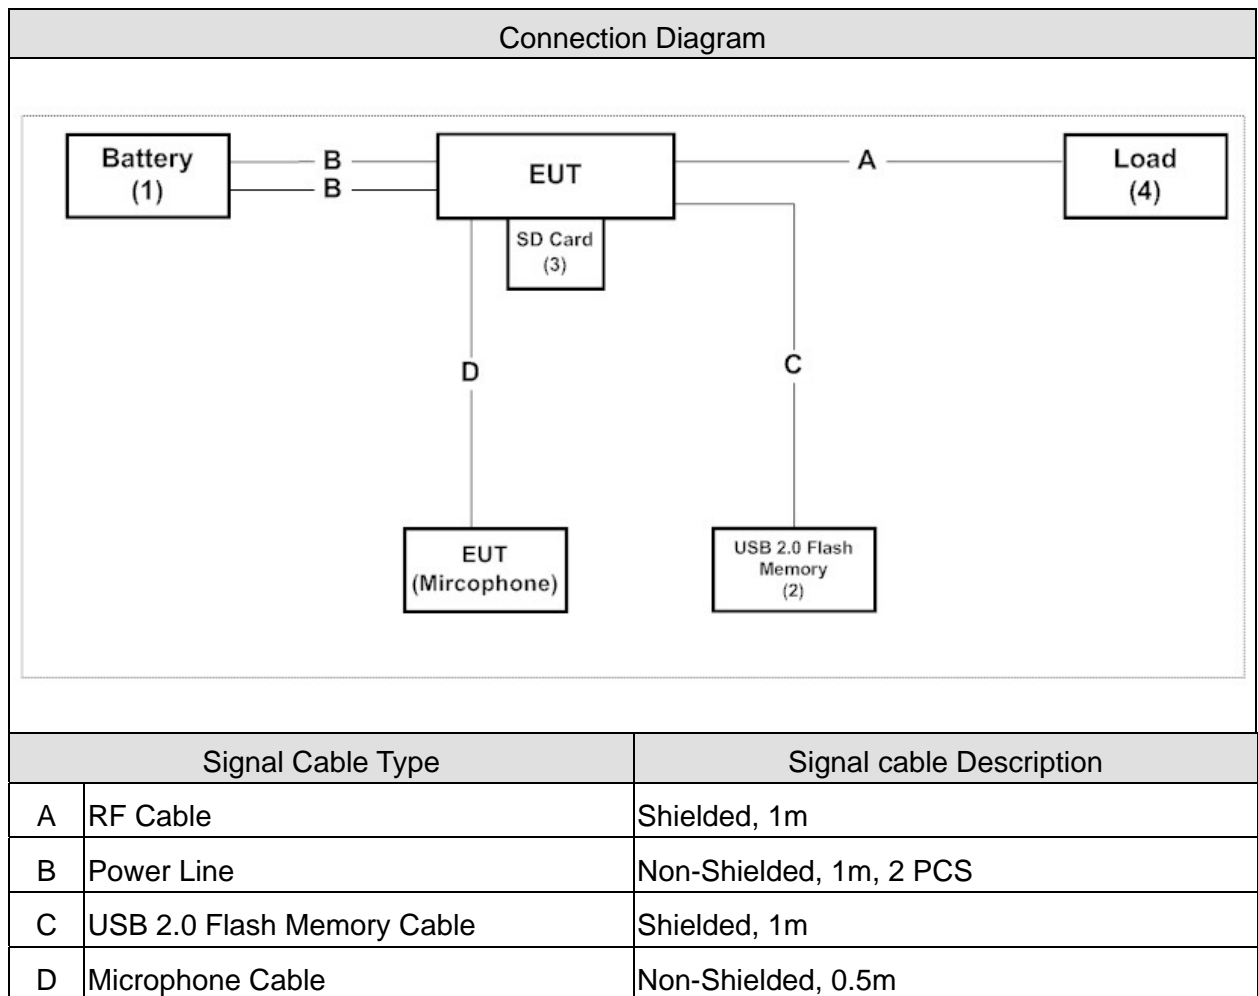 Connection Diagram
Battery
(1)
B
B
EUT
A
Load
(4)
SD Card
(3)
D
C
EUT
(Mircophone)
USB 2.0 Flash
Memory
(2)
Signal Cable Type Signal cable Description
A RF Cable Shielded, 1m
B Power Line Non-Shielded, 1m, 2 PCS
C USB 2.0 Flash Memory Cable Shielded, 1m
D Microphone Cable Non-Shielded, 0.5m